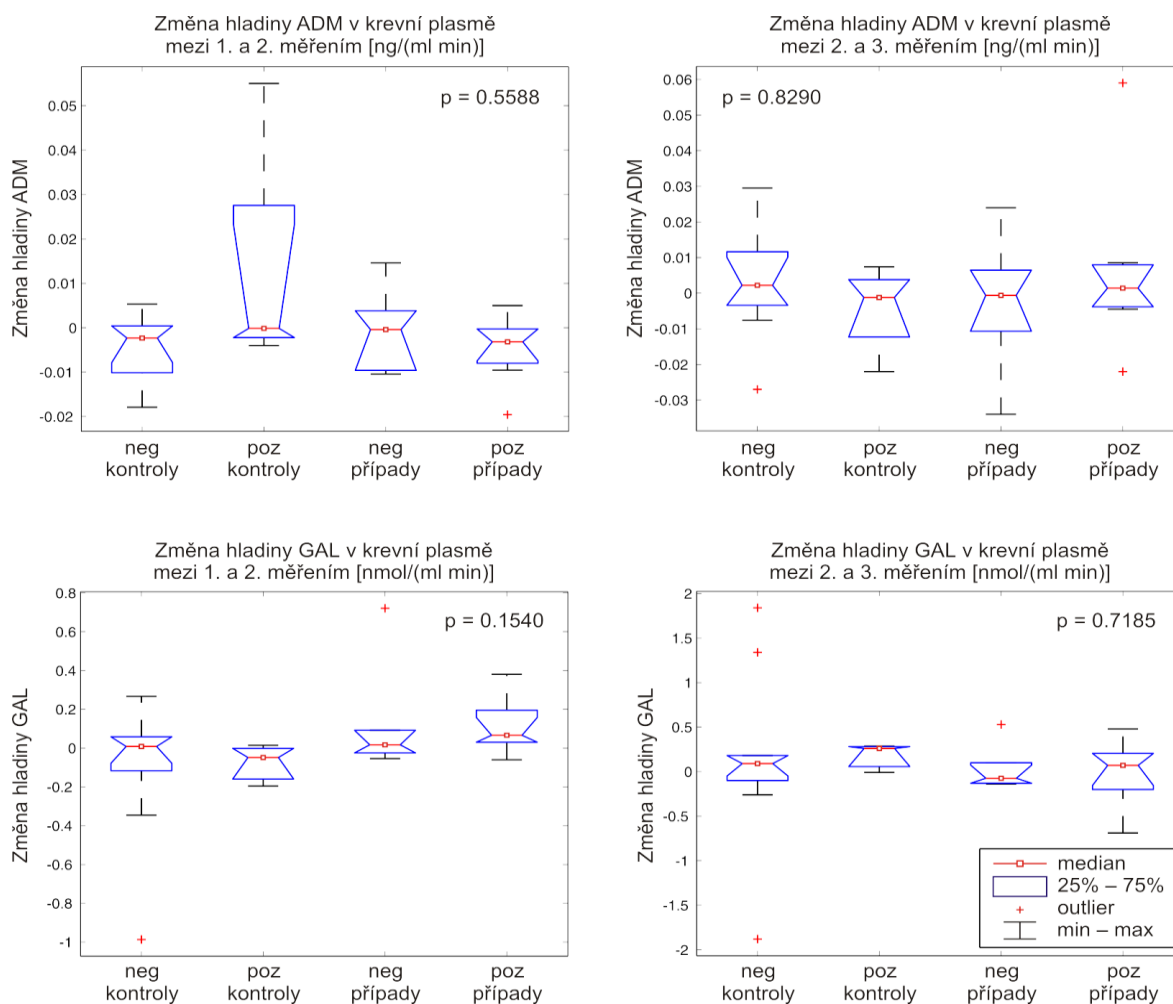 Změna hladiny ADM v krevní plasmě
mezi 1. a 2. měřením [ng/(ml min)]
p = 0.5588
Změna hladiny ADM
0.05
0.04
0.03
0.02
0.01
0
-0.01
-0.02
neg
kontroly
poz
kontroly
neg
případy
poz
případy
Změna hladiny ADM v krevní plasmě
mezi 2. a 3. měřením [ng/(ml min)]
p = 0.8290
Změna hladiny ADM
0.06
0.05
0.04
0.03
0.02
0.01
0
-0.01
-0.02
-0.03
neg
kontroly
poz
kontroly
neg
případy
poz
případy
Změna hladiny GAL v krevní plasmě
mezi 1. a 2. měřením [nmol/(ml min)]
p = 0.1540
Změna hladiny GAL
0.8
0.6
0.4
0.2
0
-0.2
-0.4
-0.6
-0.8
-1
neg
kontroly
poz
kontroly
neg
případy
poz
případy
Změna hladiny GAL v krevní plasmě
mezi 2. a 3. měřením [nmol/(ml min)]
p = 0.7185
Změna hladiny GAL
2
1.5
1
0.5
0
-0.5
-1
-1.5
-2
neg
kontroly
poz
kontroly
neg
případy
poz
případy
median
25% – 75%
outlier
min – max